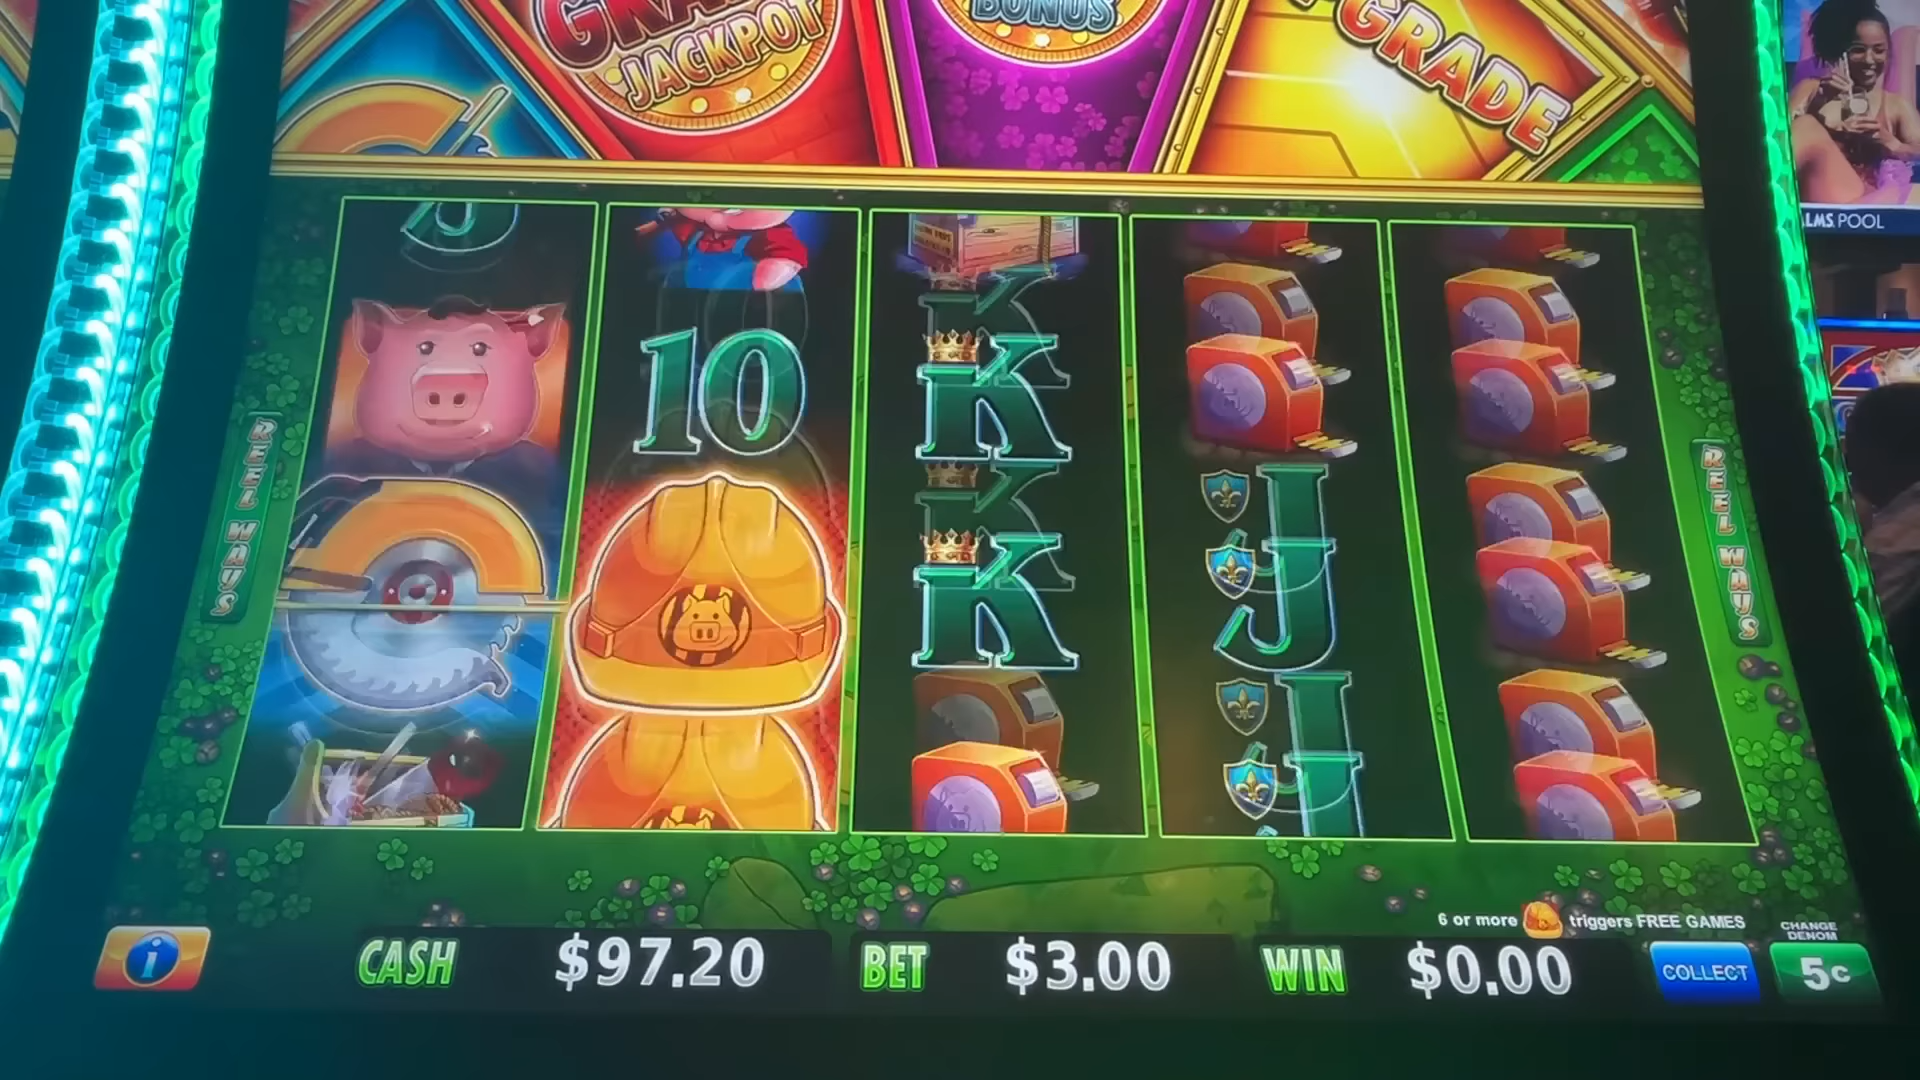 JACKPOT
BONUS
GRADE
LMS POOL
10
K
K
J
J
REEL WAYS
REEL WAYS
6 or more triggers FREE GAMES
CHANGE
DENOM
CASH $97.20
BET $3.00
WIN $0.00
COLLECT
5c